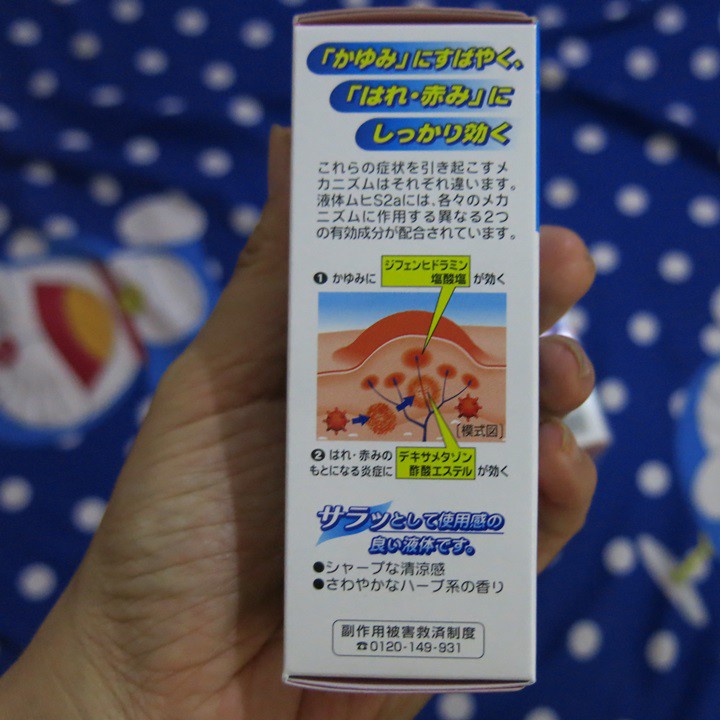 「かゆみ」にすばやく、
「はれ・赤み」に
しっかり効く
これらの症状を引き起こすメ
カニズムはそれぞれ違います。
液体ムヒS2aには、各々のメカ
ニズムに作用する異なる2つ
の有効成分が配合されています。
❶かゆみに ジフェンヒドラミン
塩酸塩 が効く
[模式図]
❷はれ・赤みの
もとになる炎症に デキサメタゾン
酢酸エステル が効く
サラッとして使用感の
良い液体です。
●シャープな清涼感
●さわやかなハーブ系の香り
副作用被害救済制度
☎0120-149-931